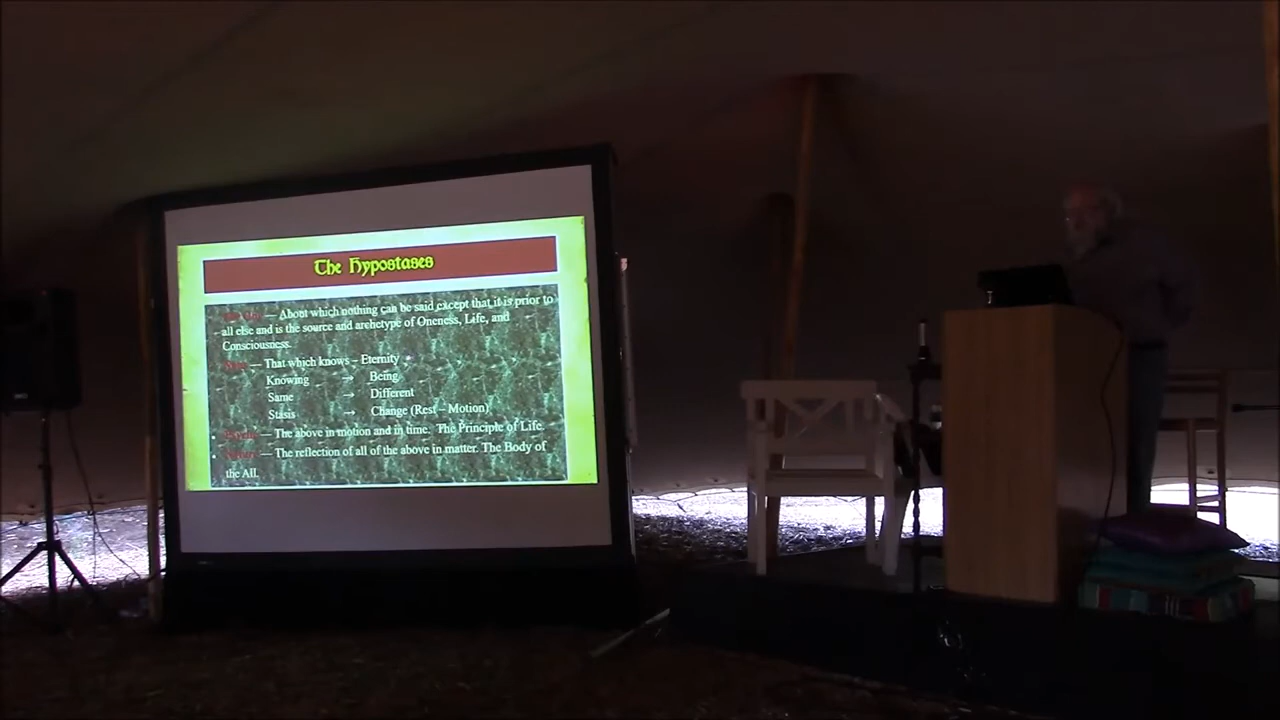 The Hypostases
— About which nothing can be said except that it is prior to
all else and is the source and archetype of Oneness, Life, and
Consciousness.
— That which knows – Eternity
Knowing → Being
Same → Different
Stasis → Change (Rest – Motion)
— The above in motion and in time. The Principle of Life.
— The reflection of all of the above in matter. The Body of
the All.